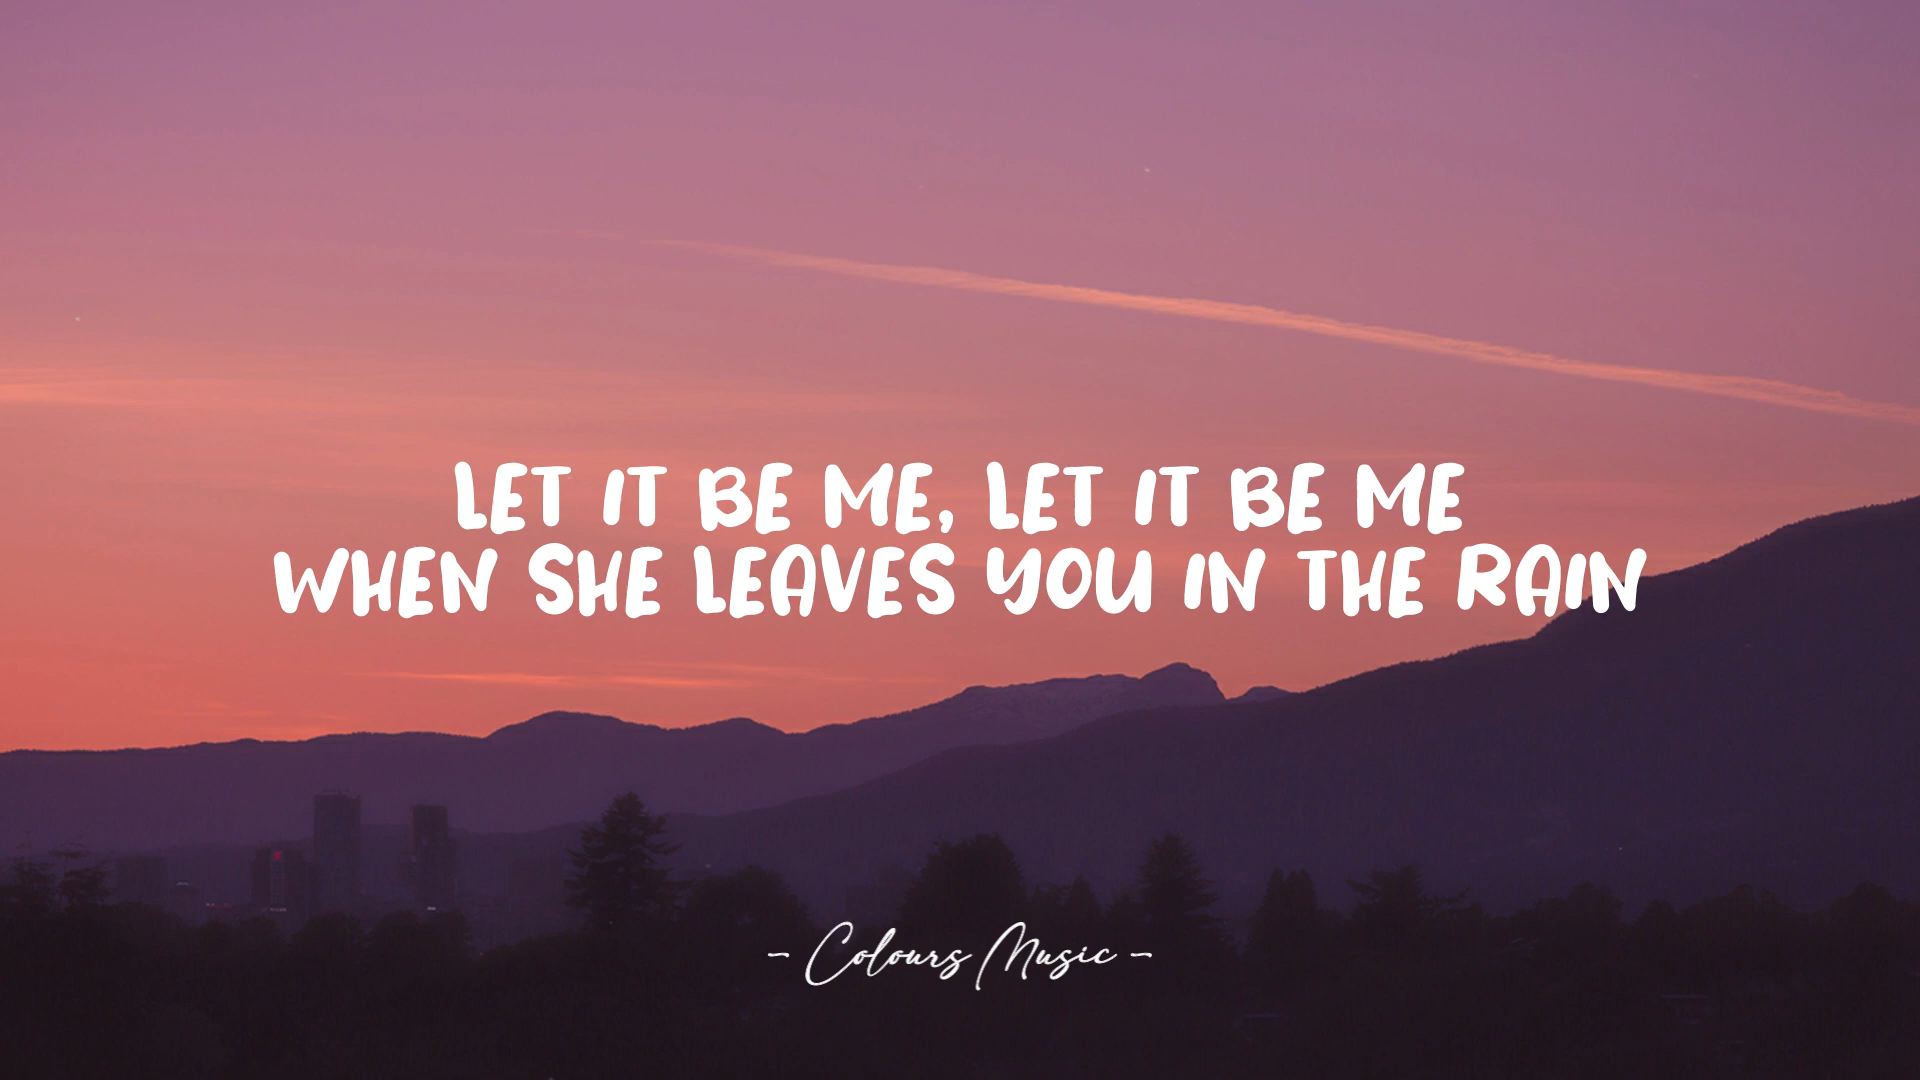 LET IT BE ME, LET IT BE ME
WHEN SHE LEAVES YOU IN THE RAIN
- Colours Music -